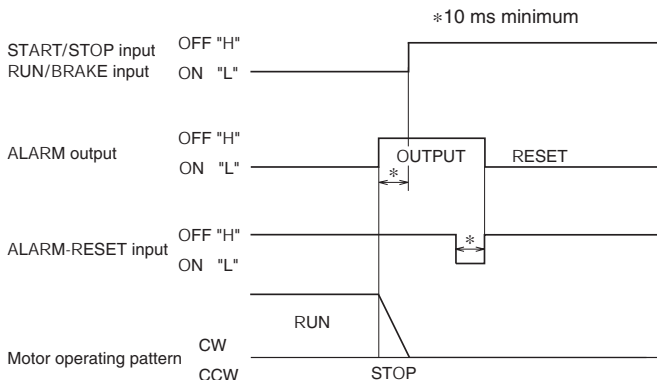 *10 ms minimum
START/STOP input
RUN/BRAKE input
OFF "H"
ON "L"
ALARM output
OFF "H"
ON "L"
OUTPUT
RESET
*
ALARM-RESET input
OFF "H"
ON "L"
*
RUN
Motor operating pattern
CW
CCW
STOP